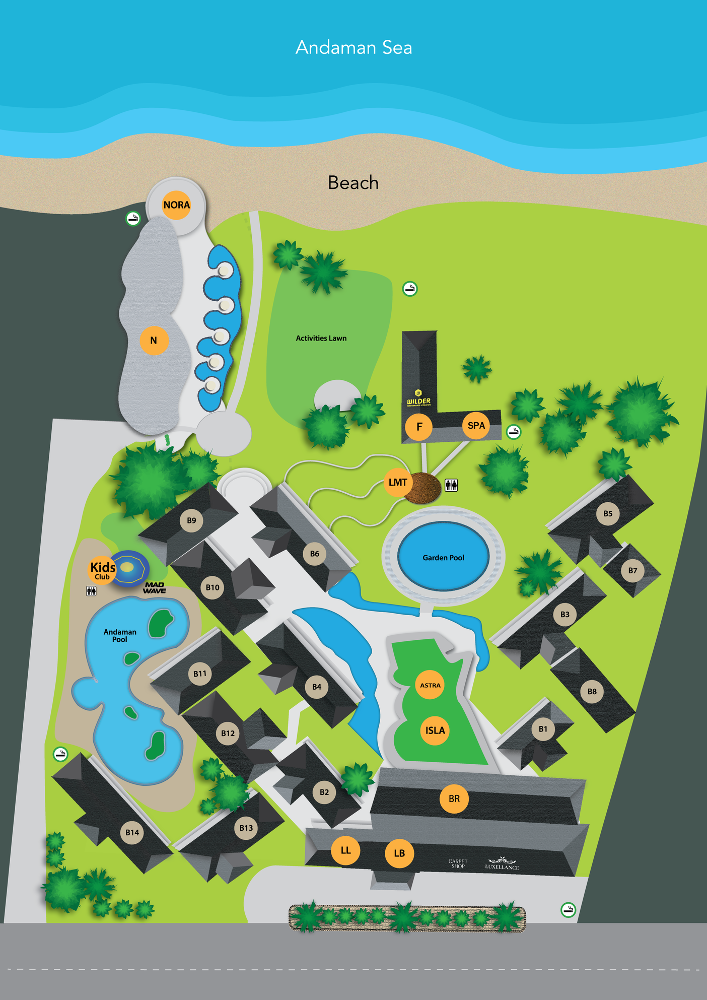 Andaman Sea
Beach
NORA
Activities Lawn
N
W
WILDER
PERFORMANCE HYDRATION
F
SPA
LMT
B5
B9
B6
Garden Pool
Kids
Club
B7
MAD
WAVE
B10
B3
Andaman
Pool
B11
B4
ASTRA
B8
B12
ISLA
B1
B2
BR
B14
B13
LL
LB
CARPET
SHOP
LUXELLANCE